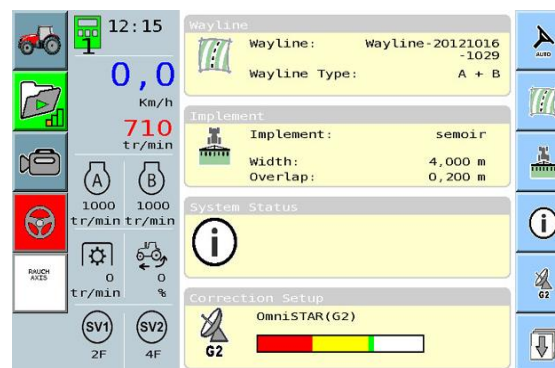 12:15
1
0,0
Km/h
710
tr/min
A B
1000 1000
tr/min tr/min
0 0
tr/min %
SV1 SV2
2F 4F
RAUCH
AXIS
Wayline
Wayline: Wayline-20121016
-1029
Wayline Type: A + B
Implement
Implement: semoir
Width: 4,000 m
Overlap: 0,200 m
System Status
Correction Setup
OmniSTAR(G2)
G2
AUTO
G2